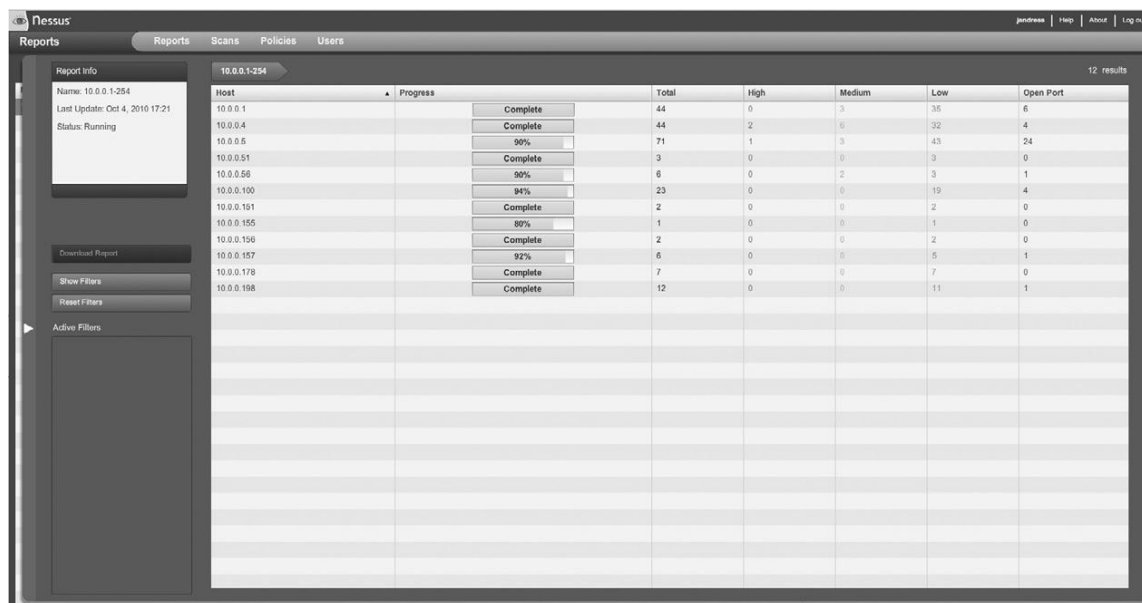 nessus
jandress | Help | About | Log ou
Reports
Reports Scans Policies Users
Report Info
Name: 10.0.0.1-254
Last Update: Oct 4, 2010 17:21
Status: Running
Download Report
Show Filters
Reset Filters
Active Filters
10.0.0.1-254
12 results
Host Progress Total High Medium Low Open Port
10.0.0.1 Complete 44 0 3 35 6
10.0.0.4 Complete 44 2 6 32 4
10.0.0.5 90% 71 1 3 43 24
10.0.0.51 Complete 3 0 0 3 0
10.0.0.56 90% 6 0 2 3 1
10.0.0.100 94% 23 0 0 19 4
10.0.0.151 Complete 2 0 0 2 0
10.0.0.155 80% 1 0 0 1 0
10.0.0.156 Complete 2 0 0 2 0
10.0.0.157 92% 6 0 0 5 1
10.0.0.178 Complete 7 0 0 7 0
10.0.0.198 Complete 12 0 0 11 1